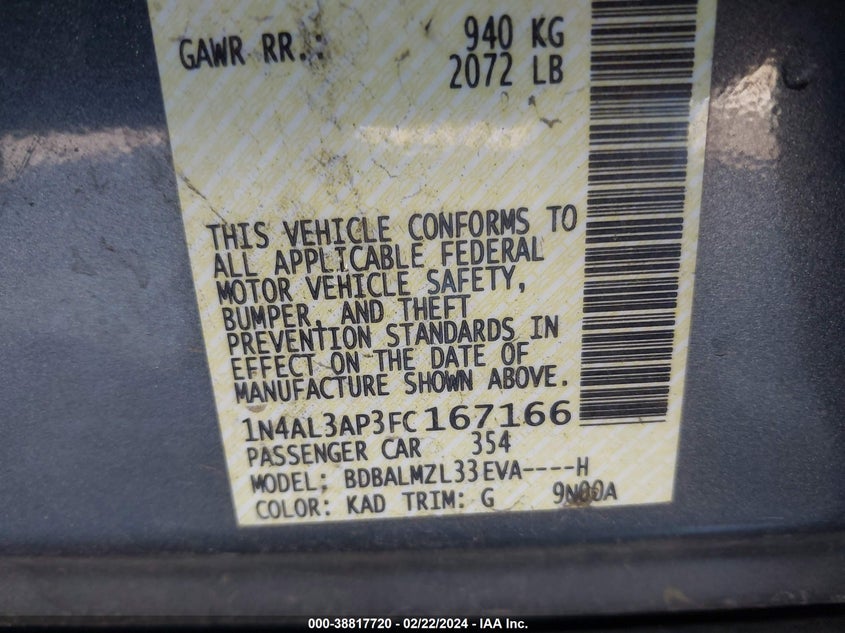 GAWR RR.: 940 KG
2072 LB
THIS VEHICLE CONFORMS TO
ALL APPLICABLE FEDERAL
MOTOR VEHICLE SAFETY,
BUMPER, AND THEFT
PREVENTION STANDARDS IN
EFFECT ON THE DATE OF
MANUFACTURE SHOWN ABOVE.
1N4AL3AP3FC167166
PASSENGER CAR 354
MODEL: BDBALMZL33EVA----H
COLOR: KAD TRIM: G 9N00A
000-38817720 - 02/22/2024 - IAA Inc.